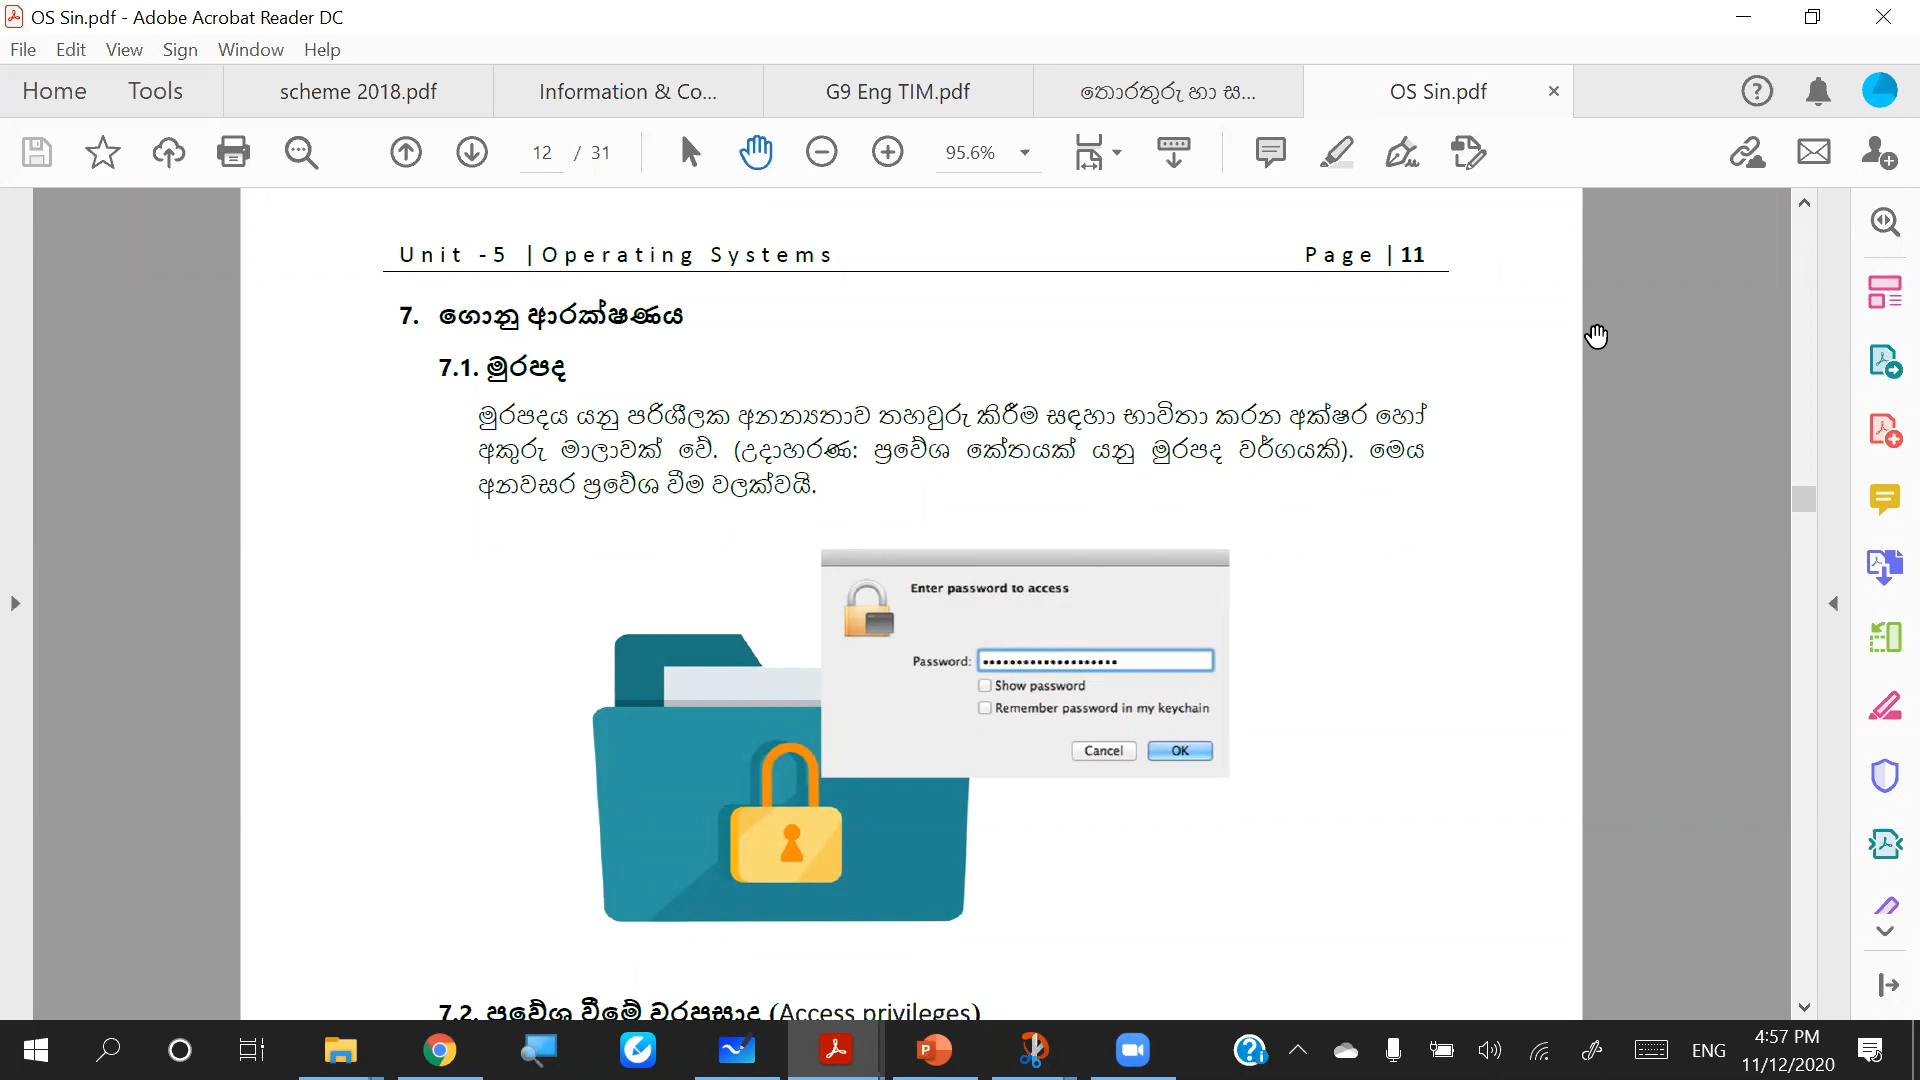 OS Sin.pdf - Adobe Acrobat Reader DC
File Edit View Sign Window Help
Home Tools scheme 2018.pdf Information & Co... G9 Eng TIM.pdf තොරතුරු හා ස... OS Sin.pdf ×
12 / 31 95.6%
Unit -5 |Operating Systems Page |11
7. ගොනු ආරක්ෂණය
7.1. මුරපද
මුරපදය යනු පරිශීලක අනන්‍යතාව තහවුරු කිරීම සඳහා භාවිතා කරන අක්ෂර හෝ
අකුරු මාලාවක් වේ. (උදාහරණ: ප්‍රවේශ කේතයක් යනු මුරපද වර්ගයකි). මෙය
අනවසර ප්‍රවේශ වීම වලක්වයි.
Enter password to access
Password:
Show password
Remember password in my keychain
Cancel OK
7.2. පවේශ වීමේ වරප්‍රසාද (Access privileges)
ENG
4:57 PM
11/12/2020